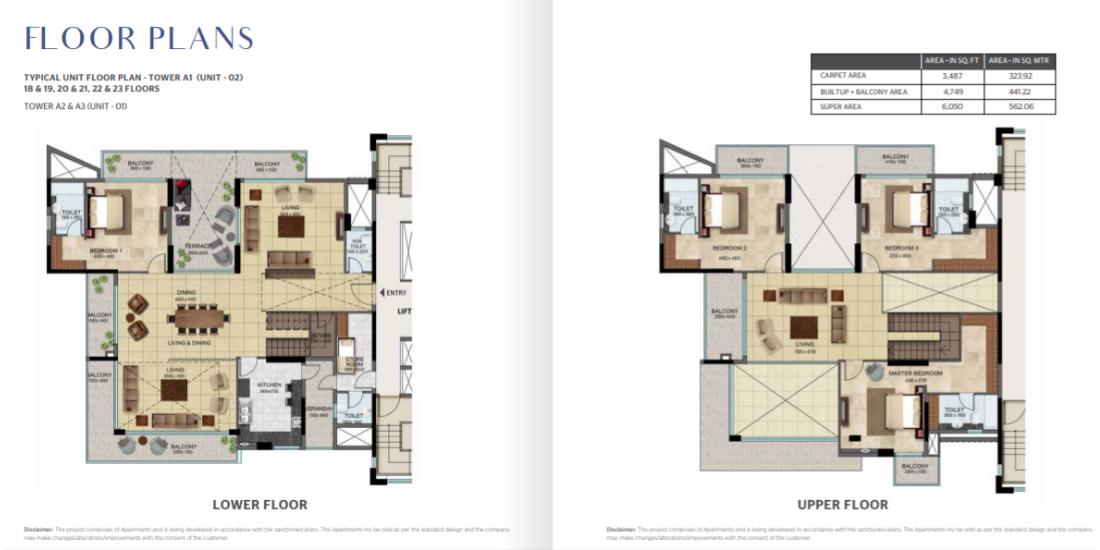 FLOOR PLANS
TYPICAL UNIT FLOOR PLAN - TOWER A1 (UNIT - 02)
18 & 19, 20 & 21, 22 & 23 FLOORS
TOWER A2 & A3 (UNIT - 01)
BALCONY
BALCONY
LIVING
TOILET
TERRACE
BEDROOM 1
PDR
TOILET
DINING
ENTRY
LIFT
BALCONY
LIVING & DINING
STORE
STORE
ROOM
BALCONY
LIVING
KITCHEN
VERANDAH
TOILET
BALCONY
LOWER FLOOR
Disclaimer: The project comprises of Apartments and is being developed in accordance with the sanctioned plans. The Apartments my be sold as per the standard design and the company
may make changes/alterations/impovements with the consent of the customer
AREA - IN SQ. FT AREA - IN SQ. MTR
CARPET AREA 3,487 323.92
BUILTUP + BALCONY AREA 4,749 441.22
SUPER AREA 6,050 562.06
BALCONY
BALCONY
TOILET
TOILET
BEDROOM 2
BEDROOM 3
BALCONY
LIVING
MASTER BEDROOM
TOILET
BALCONY
UPPER FLOOR
Disclaimer: The project comprises of Apartments and is being developed in accordance with the sanctioned plans. The Apartments my be sold as per the standard design and the company
may make changes/alterations/impovements with the consent of the customer.